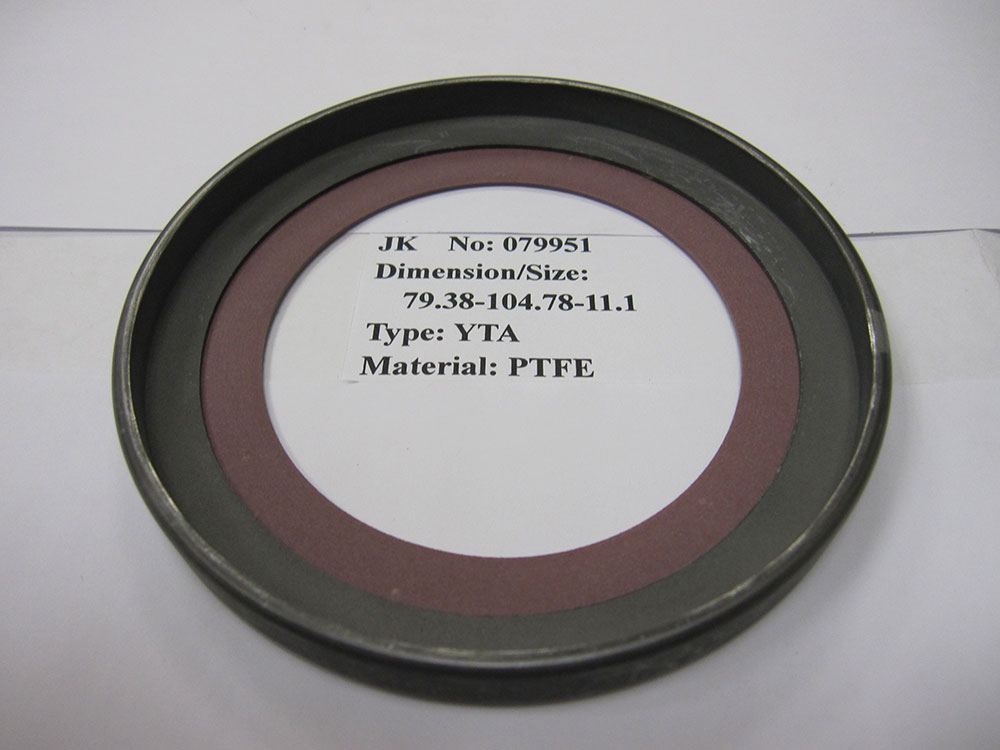 JK No: 079951
Dimension/Size:
79.38-104.78-11.1
Type: YTA
Material: PTFE